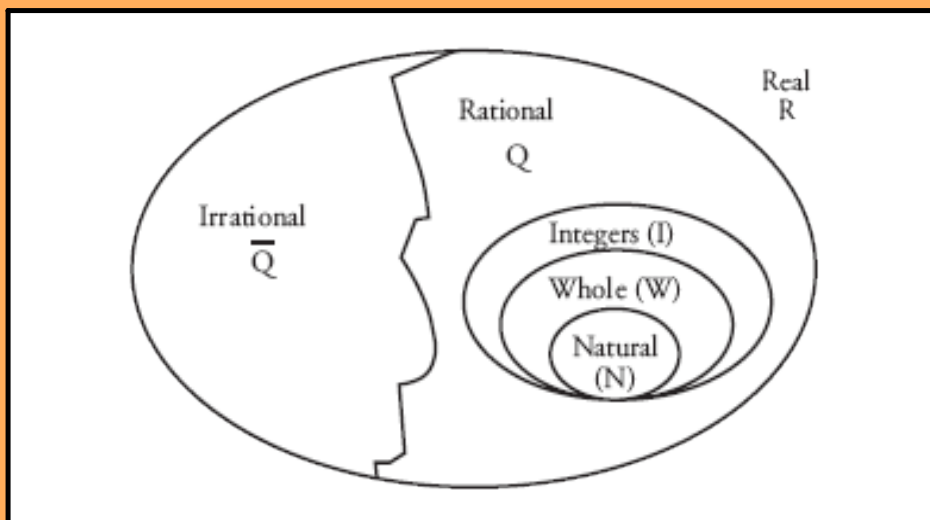 Real
R
Rational
Q
Irrational
Q̅
Integers (I)
Whole (W)
Natural
(N)